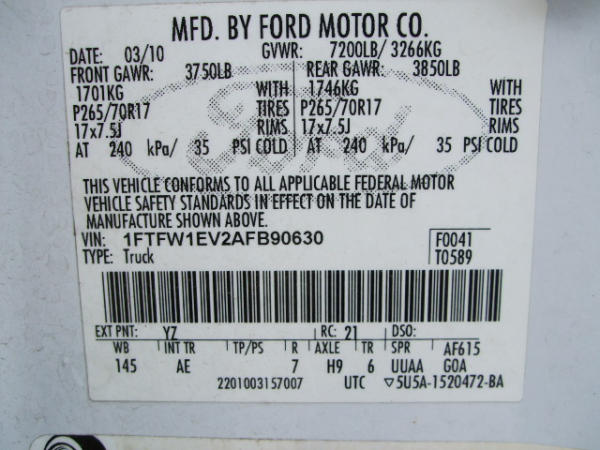 MFD. BY FORD MOTOR CO.
DATE: 03/10 GVWR: 7200LB/ 3266KG
FRONT GAWR: 3750LB REAR GAWR: 3850LB
1701KG WITH 1746KG WITH
P265/70R17 TIRES P265/70R17 TIRES
17x7.5J RIMS 17x7.5J RIMS
AT 240 kPa/ 35 PSI COLD AT 240 kPa/ 35 PSI COLD
Ford
THIS VEHICLE CONFORMS TO ALL APPLICABLE FEDERAL MOTOR
VEHICLE SAFETY STANDARDS IN EFFECT ON THE DATE OF
MANUFACTURE SHOWN ABOVE.
VIN: 1FTFW1EV2AFB90630 F0041
TYPE: Truck T0589
EXT PNT: YZ RC: 21 DSO:
WB INT TR TP/PS R AXLE TR SPR AF615
145 AE 7 H9 6 UUAA GOA
2201003157007 UTC ▽5U5A-1520472-BA